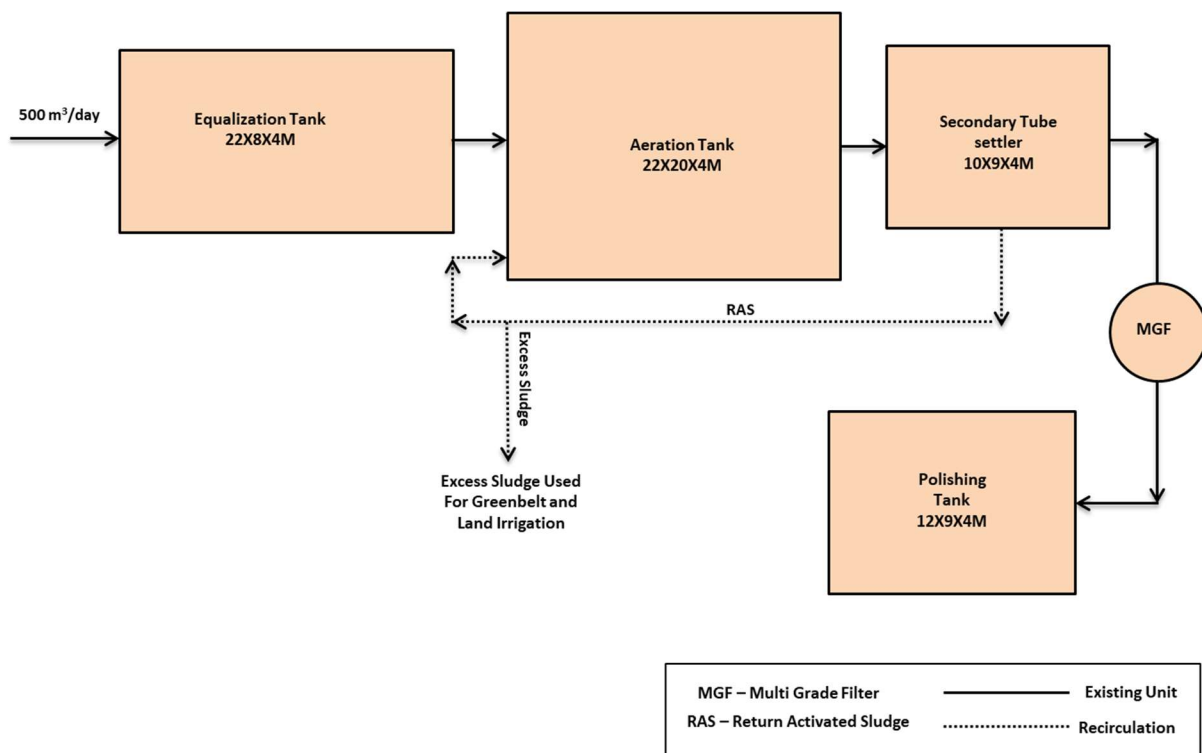 500 m³/day
Equalization Tank
22X8X4M
Aeration Tank
22X20X4M
Secondary Tube
settler
10X9X4M
RAS
MGF
Excess Sludge
Excess Sludge Used
For Greenbelt and
Land Irrigation
Polishing
Tank
12X9X4M
MGF – Multi Grade Filter
Existing Unit
RAS – Return Activated Sludge
Recirculation